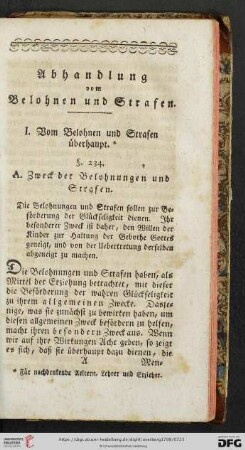 Abhandlung
vom
Belohnen und Strafen.
I. Vom Belohnen und Strafen
überhaupt. *
§. 234.
A. Zweck der Belohnungen und
Strafen.
Die Belohnungen und Strafen sollen zur Be-
förderung der Glückseligkeit dienen. Ihr
besonderer Zweck ist daher, den Willen der
Kinder zur Haltung der Gebothe Gottes
geneigt, und von der Uebertretung derselben
abgeneigt zu machen.
Die Belohnungen und Strafen haben, als
Mittel der Erziehung betrachtet, mit dieser
die Beförderung der wahren Glückseligkeit
zu ihrem allgemeinen Zwecke. Dasje-
nige, was sie zunächst zu bewirken haben, um
diesen allgemeinen Zweck befördern zu helfen,
macht ihren besondern Zweck aus. Wenn
wir auf ihre Wirkungen Acht geben, so zeigt
es sich, daß sie überhaupt dazu dienen, die
A Men-
* Für nachdenkende Aeltern, Lehrer und Erzieher.